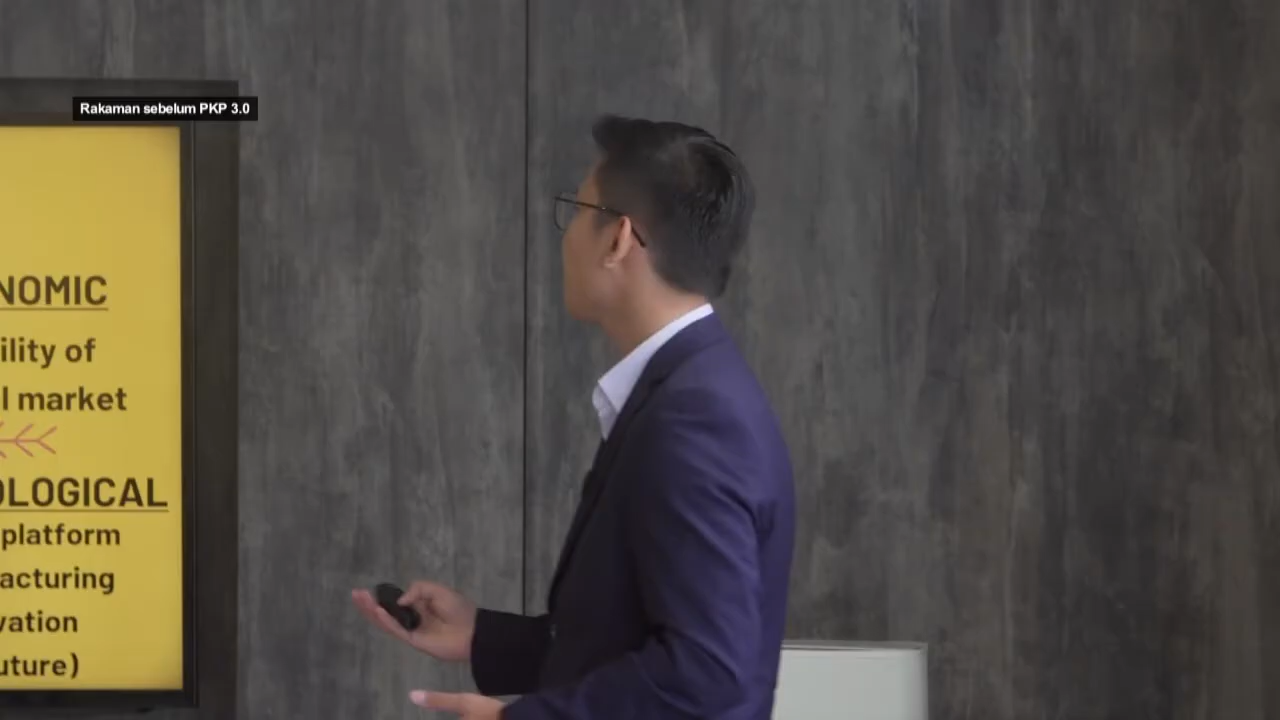 Rakaman sebelum PKP 3.0
NOMIC
ility of
l market
OLOGICAL
platform
acturing
vation
uture)